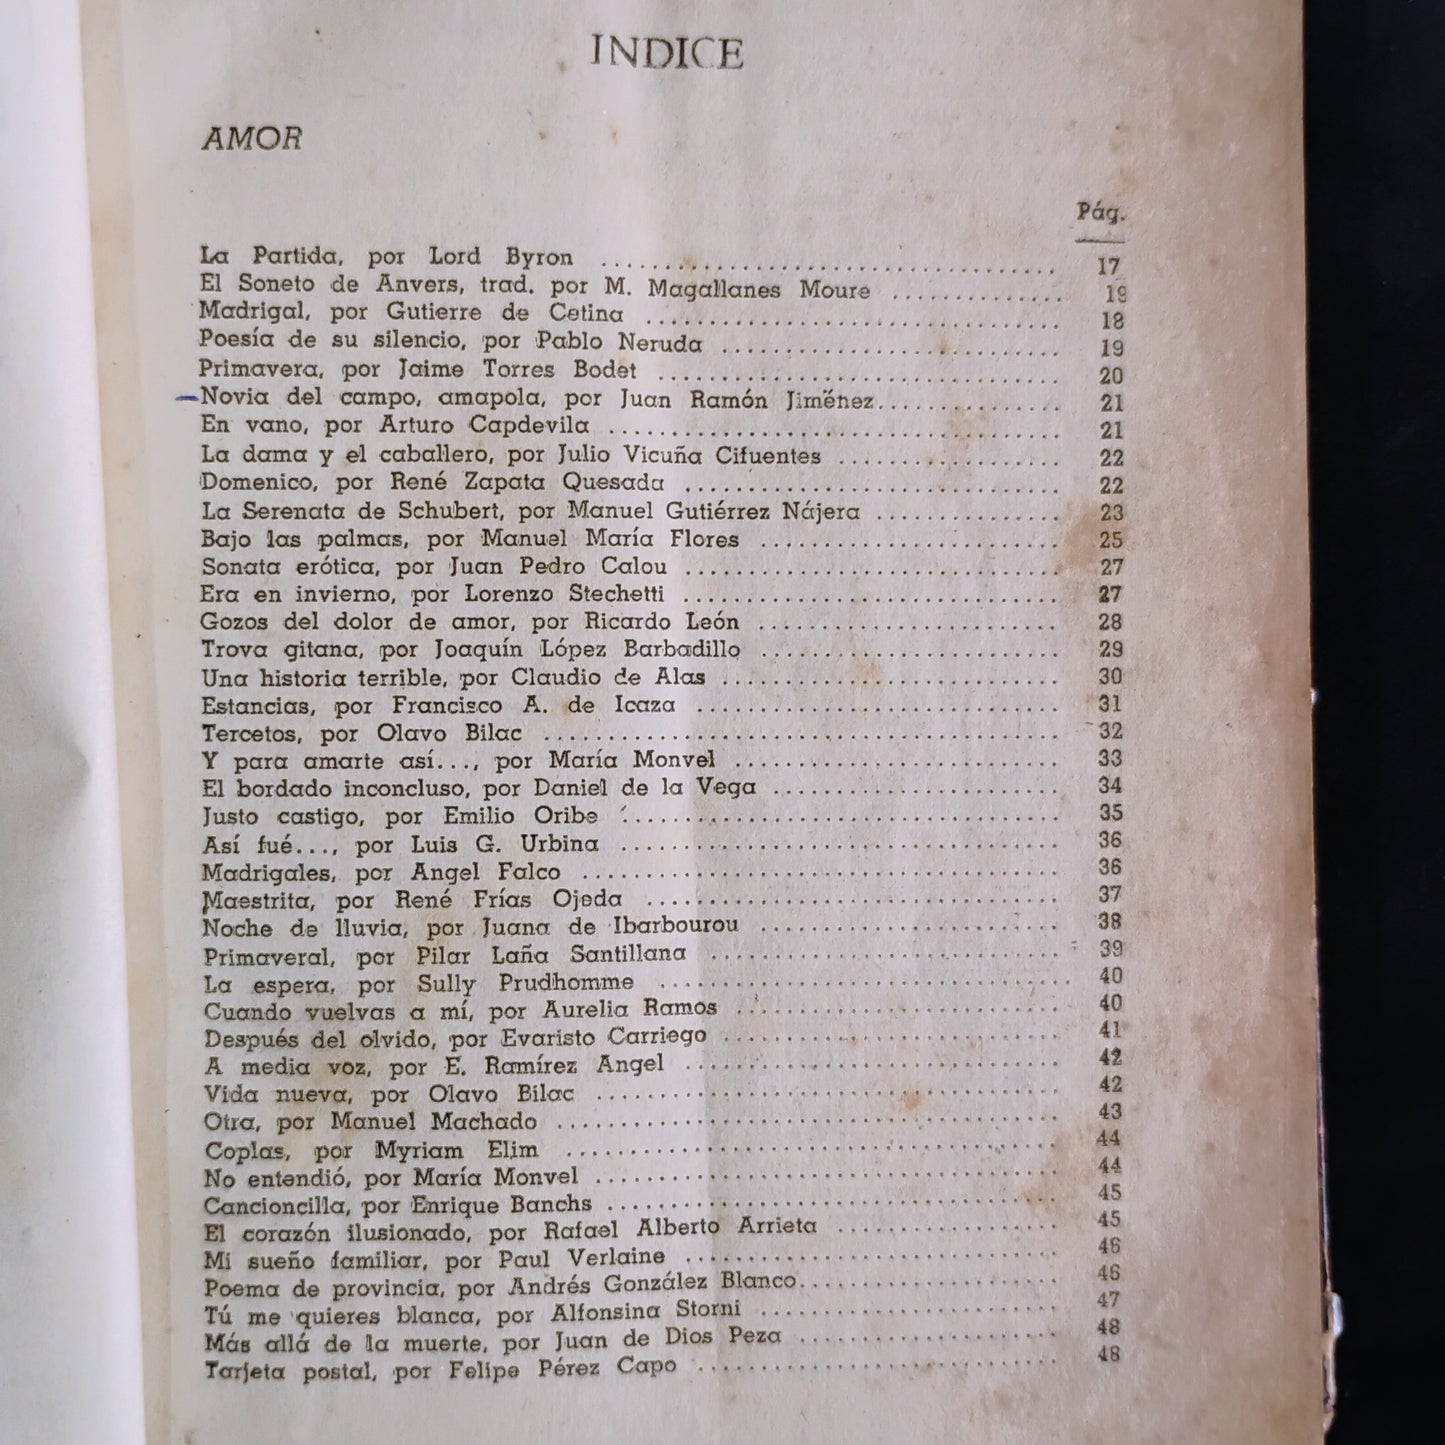 INDICE
AMOR
Pág.
La Partida, por Lord Byron .................................... 17
El Soneto de Anvers, trad. por M. Magallanes Moure .............. 18
Madrigal, por Gutierre de Cetina ................................. 18
Poesía de su silencio, por Pablo Neruda ........................... 19
Primavera, por Jaime Torres Bodet ................................ 20
Novia del campo, amapola, por Juan Ramón Jiménez............... 21
En vano, por Arturo Capdevila .................................... 21
La dama y el caballero, por Julio Vicuña Cifuentes .................. 22
Domenico, por René Zapata Quesada .............................. 22
La Serenata de Schubert, por Manuel Gutiérrez Nájera ............... 23
Bajo las palmas, por Manuel María Flores ........................ 25
Sonata erótica, por Juan Pedro Calou .............................. 27
Era en invierno, por Lorenzo Stechetti .............................. 27
Gozos del dolor de amor, por Ricardo León ........................ 28
Trova gitana, por Joaquín López Barbadillo ........................ 29
Una historia terrible, por Claudio de Alas ........................... 30
Estancias, por Francisco A. de Icaza .............................. 31
Tercetos, por Olavo Bilac ......................................... 32
Y para amarte así..., por María Monvel .......................... 33
El bordado inconcluso, por Daniel de la Vega ....................... 34
Justo castigo, por Emilio Oribe ................................... 35
Así fué..., por Luis G. Urbina ................................... 36
Madrigales, por Angel Falco ...................................... 36
Maestrita, por René Frías Ojeda ................................. 37
Noche de lluvia, por Juana de Ibarbourou ........................ 38
Primaveral, por Pilar Laña Santillana ............................ 39
La espera, por Sully Prudhomme ................................. 40
Cuando vuelvas a mí, por Aurelia Ramos .......................... 40
Después del olvido, por Evaristo Carriego .......................... 41
A media voz, por E. Ramírez Angel .............................. 42
Vida nueva, por Olavo Bilac ..................................... 42
Otra, por Manuel Machado ........................................ 43
Coplas, por Myriam Elim ....................................... 44
No entendió, por María Monvel .................................. 44
Cancioncilla, por Enrique Banchs .................................. 45
El corazón ilusionado, por Rafael Alberto Arrieta .................. 45
Mi sueño familiar, por Paul Verlaine .............................. 46
Poema de provincia, por Andrés González Blanco.................... 46
Tú me quieres blanca, por Alfonsina Storni ........................ 47
Más allá de la muerte, por Juan de Dios Peza ..................... 48
Tarjeta postal, por Felipe Pérez Capo ............................. 48